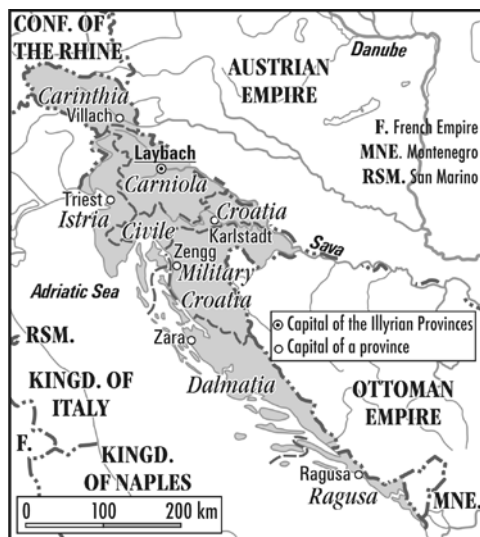 CONF. OF
THE RHINE
Danube
AUSTRIAN
EMPIRE
Carinthia
Villach
F. French Empire
MNE. Montenegro
RSM. San Marino
Laybach
Carniola
Triest
Istria
Croatia
Civile
Karlstadt
Sava
Zengg
Military
Croatia
Adriatic Sea
RSM.
Zara
Capital of the Illyrian Provinces
Capital of a province
KINGD. OF
ITALY
Dalmatia
OTTOMAN
EMPIRE
F.
KINGD.
OF NAPLES
Ragusa
Ragusa
MNE.
0 100 200 km